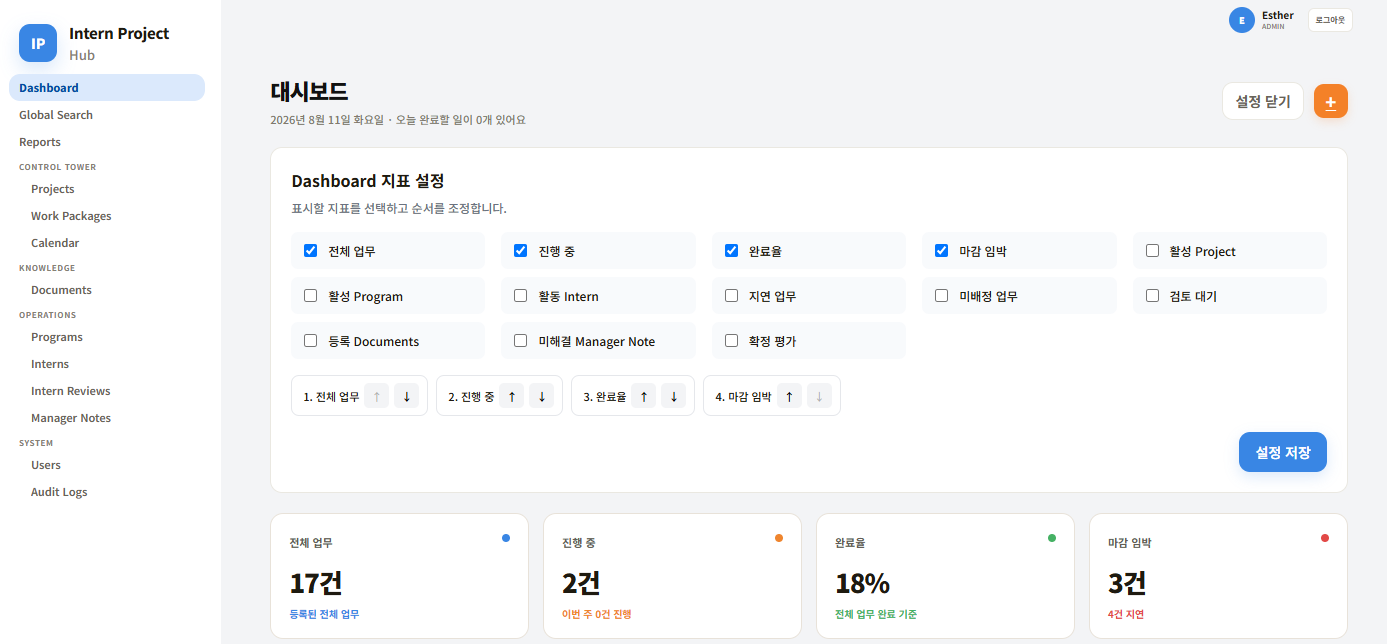 IP
Intern Project
Hub
Dashboard
Global Search
Reports
CONTROL TOWER
Projects
Work Packages
Calendar
KNOWLEDGE
Documents
OPERATIONS
Programs
Interns
Intern Reviews
Manager Notes
SYSTEM
Users
Audit Logs
E
Esther
ADMIN
로그아웃
대시보드
2026년 8월 11일 화요일 · 오늘 완료할 일이 0개 있어요
설정 닫기
+
Dashboard 지표 설정
표시할 지표를 선택하고 순서를 조정합니다.
전체 업무
진행 중
완료율
마감 임박
활성 Project
활성 Program
활동 Intern
지연 업무
미배정 업무
검토 대기
등록 Documents
미해결 Manager Note
확정 평가
1. 전체 업무 ↑ ↓
2. 진행 중 ↑ ↓
3. 완료율 ↑ ↓
4. 마감 임박 ↑ ↓
설정 저장
전체 업무
17건
등록된 전체 업무
진행 중
2건
이번 주 0건 진행
완료율
18%
전체 업무 완료 기준
마감 임박
3건
4건 지연